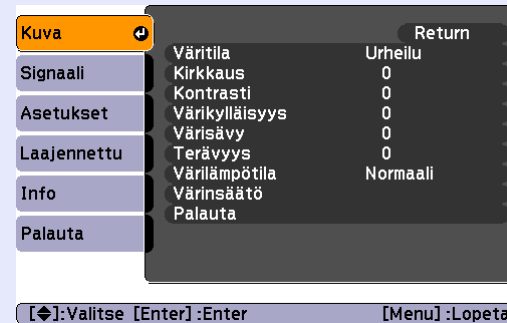 Kuva
Signaali
Asetukset
Laajennettu
Info
Palauta
Return
Väritila Urheilu
Kirkkaus 0
Kontrasti 0
Värikylläisyys 0
Värisävy 0
Terävyys 0
Värilämpötila Normaali
Värinsäätö
Palauta
[◆]:Valitse [Enter]:Enter [Menu]:Lopeta